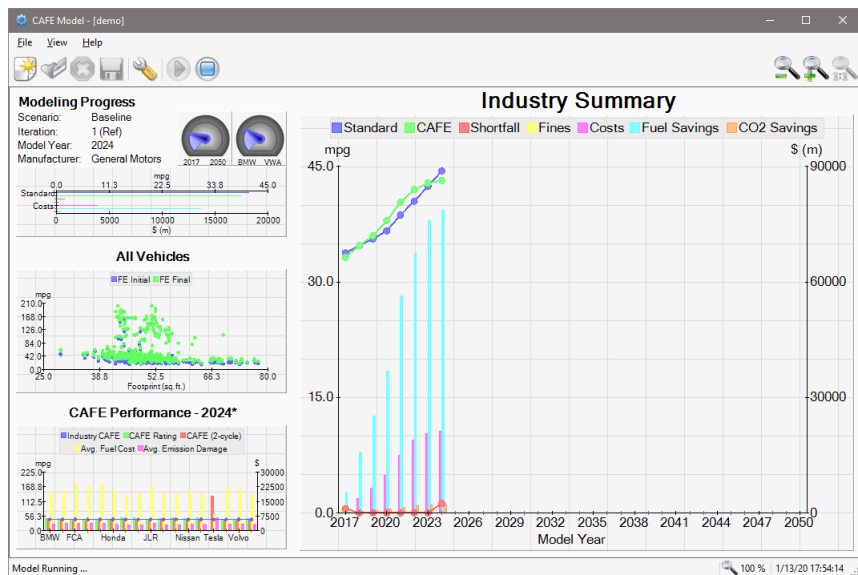 CAFE Model - [demo]
File View Help
Modeling Progress
Scenario: Baseline
Iteration: 1 (Ref)
Model Year: 2024
Manufacturer: General Motors
2017 2050 BMW VWA
mpg
0.0 11.3 22.5 33.8 45.0
Standard
Costs
0 5000 10000 15000 20000
$ (m)
All Vehicles
FE Initial FE Final
mpg
210.0
168.0
126.0
84.0
42.0
0.0
25.0 38.8 52.5 66.3 80.0
Footprint (sq.ft.)
CAFE Performance - 2024*
Industry CAFE CAFE Rating CAFE (2-cycle)
Avg. Fuel Cost Avg. Emission Damage
mpg $
225.0 30000
168.8 22500
112.5 15000
56.3 7500
0.0 0
BMW FCA Honda JLR Nissan Tesla Volvo
Industry Summary
Standard CAFE Shortfall Fines Costs Fuel Savings CO2 Savings
mpg $ (m)
45.0 90000
30.0 60000
15.0 30000
0.0 0
2017 2020 2023 2026 2029 2032 2035 2038 2041 2044 2047 2050
Model Year
Model Running ... 100 % 1/13/20 17:54:14